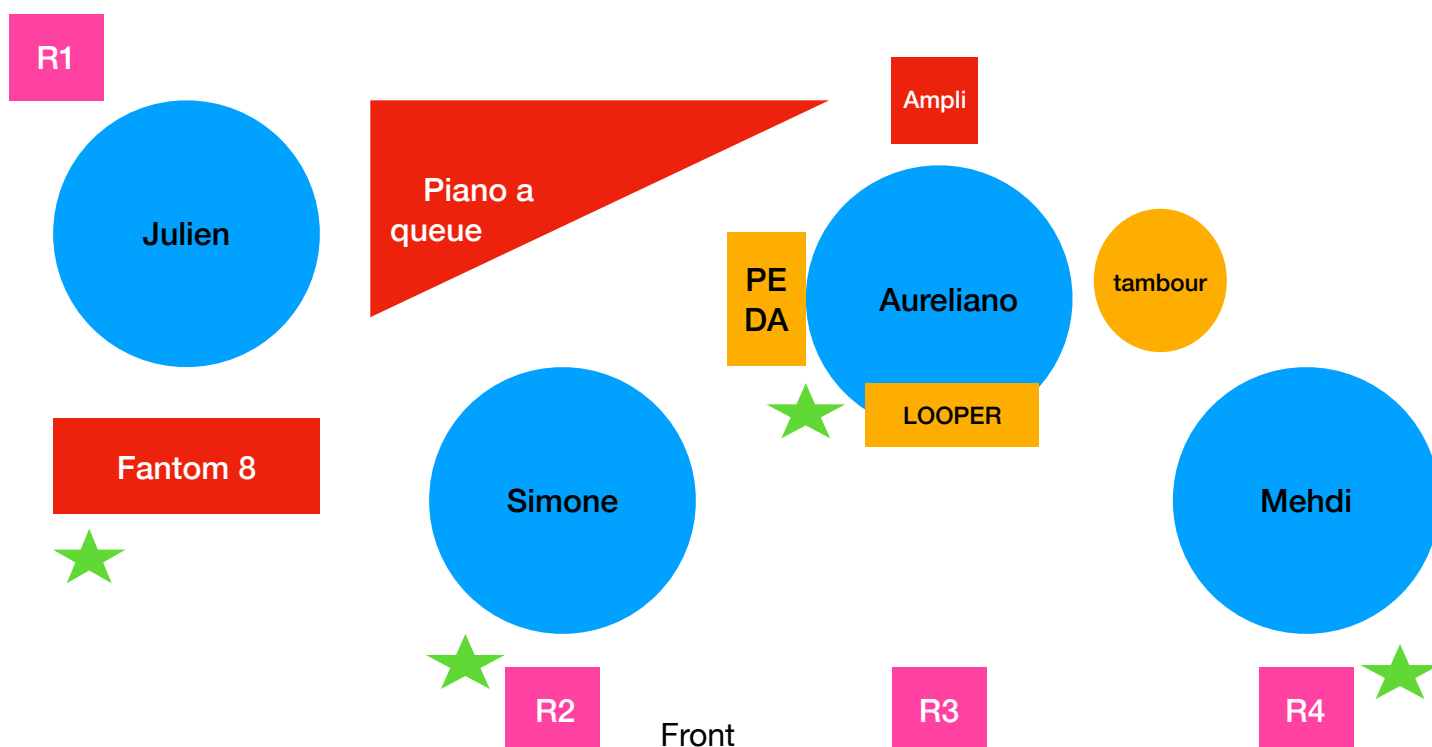 R1
Ampli
Piano a
queue
Julien
PE
DA
Aureliano
tambour
LOOPER
Fantom 8
Simone
Mehdi
R2
R3
R4
Front